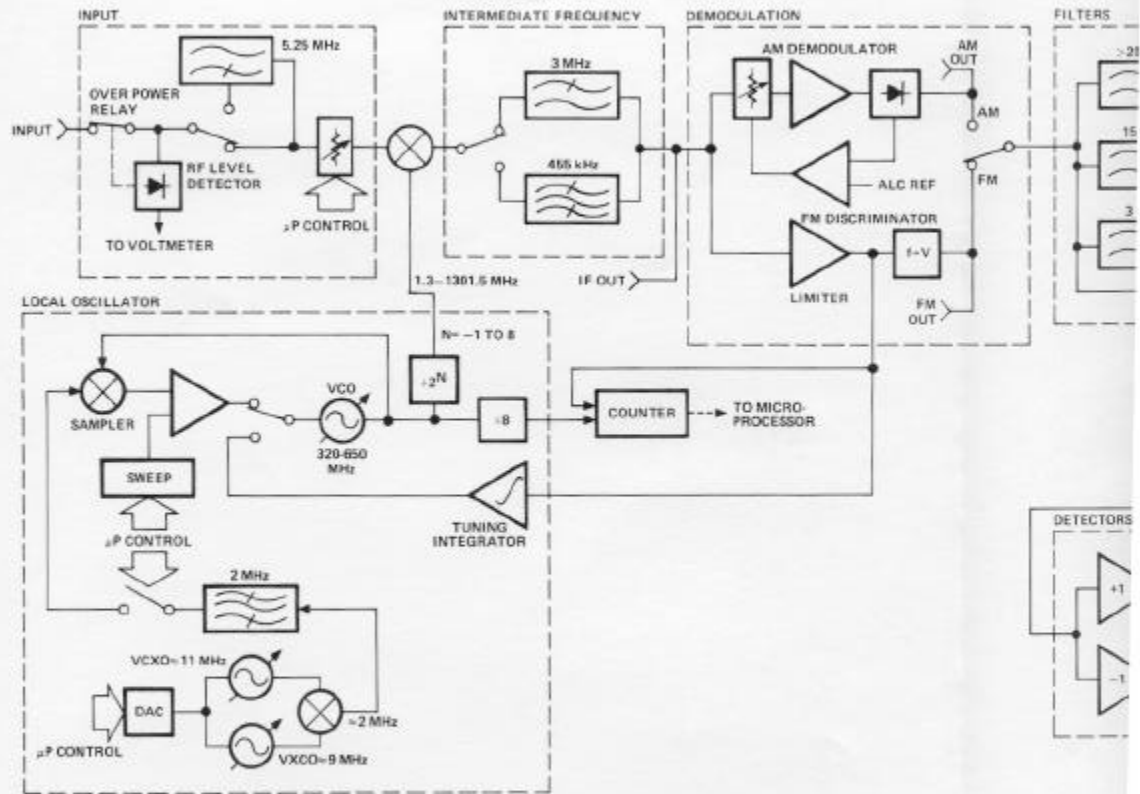 INPUT
5.25 MHz
OVER POWER
RELAY
INPUT
RF LEVEL
DETECTOR
µP CONTROL
TO VOLTMETER
INTERMEDIATE FREQUENCY
3 MHz
455 kHz
IF OUT
DEMODULATION
AM DEMODULATOR
AM
OUT
AM
FM
ALC REF
FM DISCRIMINATOR
f÷V
LIMITER
FM
OUT
FILTERS
>25
15
3
1.3–1301.5 MHz
LOCAL OSCILLATOR
N= –1 TO 8
÷2N
SAMPLER
VCO
320-650
MHz
÷8
COUNTER
TO MICRO-
PROCESSOR
SWEEP
µP CONTROL
TUNING
INTEGRATOR
2 MHz
VCXO≈11 MHz
DAC
≈2 MHz
µP CONTROL
VXCO≈9 MHz
DETECTORS
+1
–1